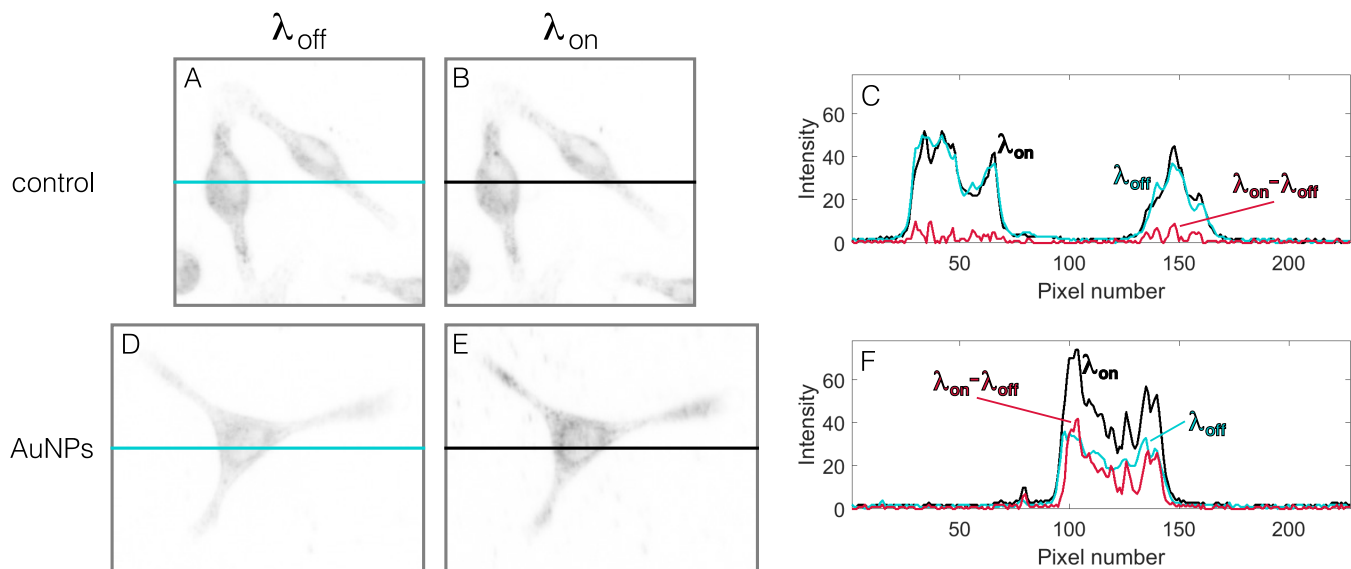 λoff
λon
control
A
B
C
Intensity
60
40
20
0
λon
λoff
λon−λoff
50
100
150
200
Pixel number
AuNPs
D
E
F
Intensity
60
40
20
0
λon−λoff
λon
λoff
50
100
150
200
Pixel number